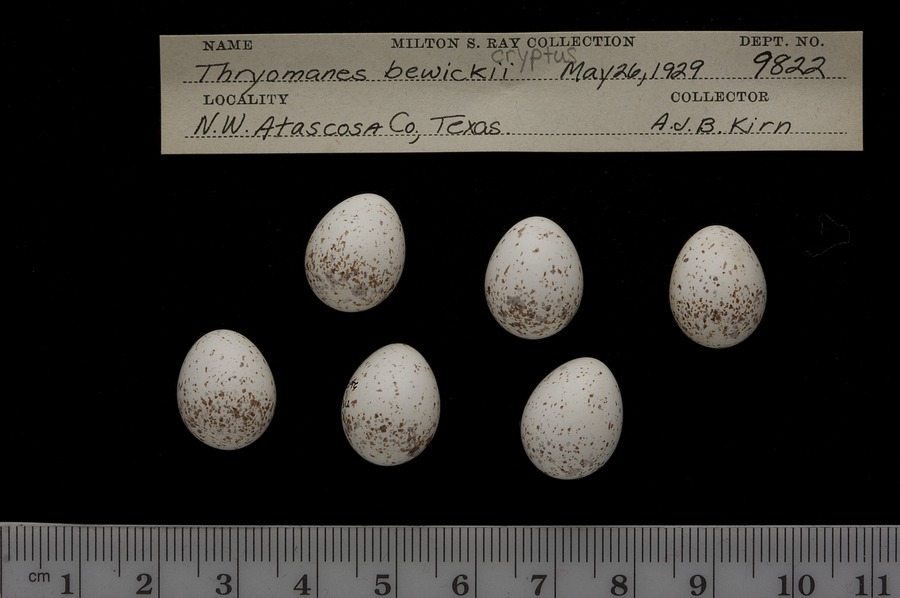 NAME MILTON S. RAY COLLECTION DEPT. NO.
cryptus
Thryomanes bewickii May 26, 1929 9822
LOCALITY COLLECTOR
N.W. Atascosa Co, Texas A.J.B. Kirn
cm 1 2 3 4 5 6 7 8 9 10 11